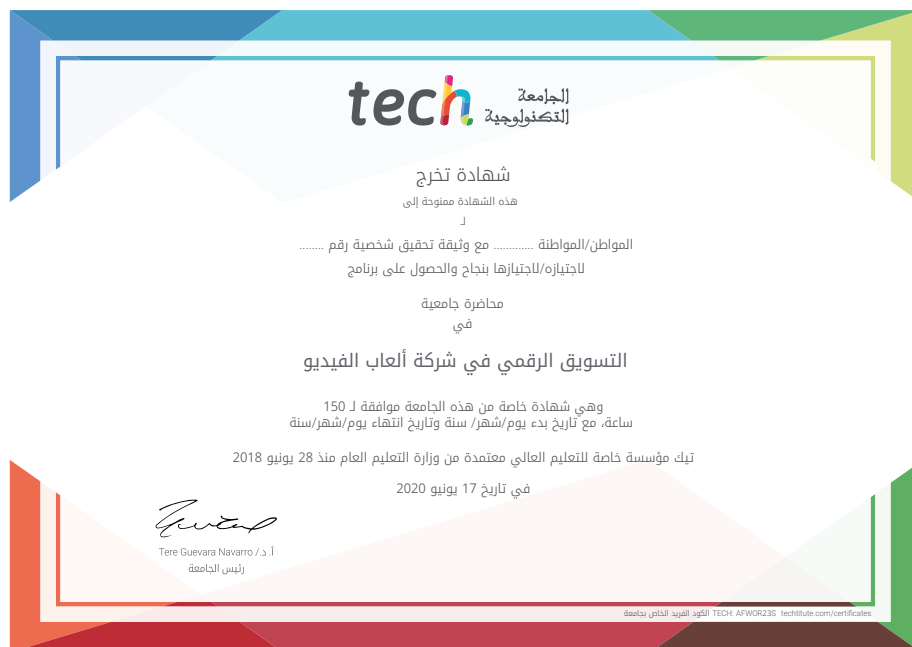 tech الجامعة
التكنولوجية
شهادة تخرج
هذه الشهادة ممنوحة إلى
لـ
المواطن/المواطنة ............ مع وثيقة تحقيق شخصية رقم ........
لاجتيازه/لاجتيازها بنجاح والحصول على برنامج
محاضرة جامعية
في
التسويق الرقمي في شركة ألعاب الفيديو
وهي شهادة خاصة من هذه الجامعة موافقة لـ 150
ساعة، مع تاريخ بدء يوم/شهر/ سنة وتاريخ انتهاء يوم/شهر/سنة
تيك مؤسسة خاصة للتعليم العالي معتمدة من وزارة التعليم العام منذ 28 يونيو 2018
في تاريخ 17 يونيو 2020
أ. د./ Tere Guevara Navarro
رئيس الجامعة
الكود الفريد الخاص بجامعة TECH: AFWOR23S techtitute.com/certificates